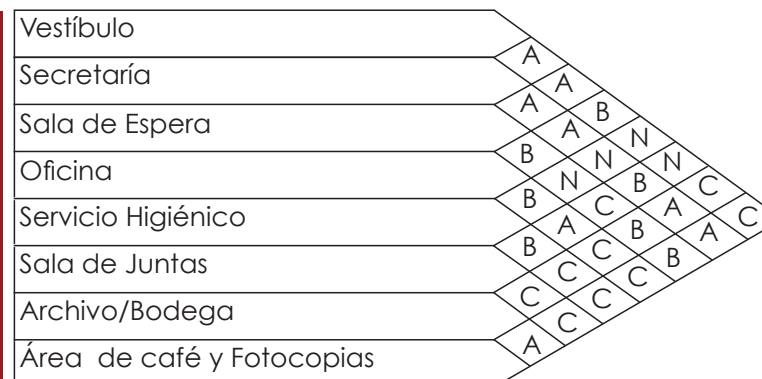 Vestíbulo
A
Secretaría
A
A B
Sala de Espera
A N
B N N
Oficina
N B C
B C A C
Servicio Higiénico
A B A
B C B
Sala de Juntas
C C
C C
Archivo/Bodega
C
A
Área de café y Fotocopias